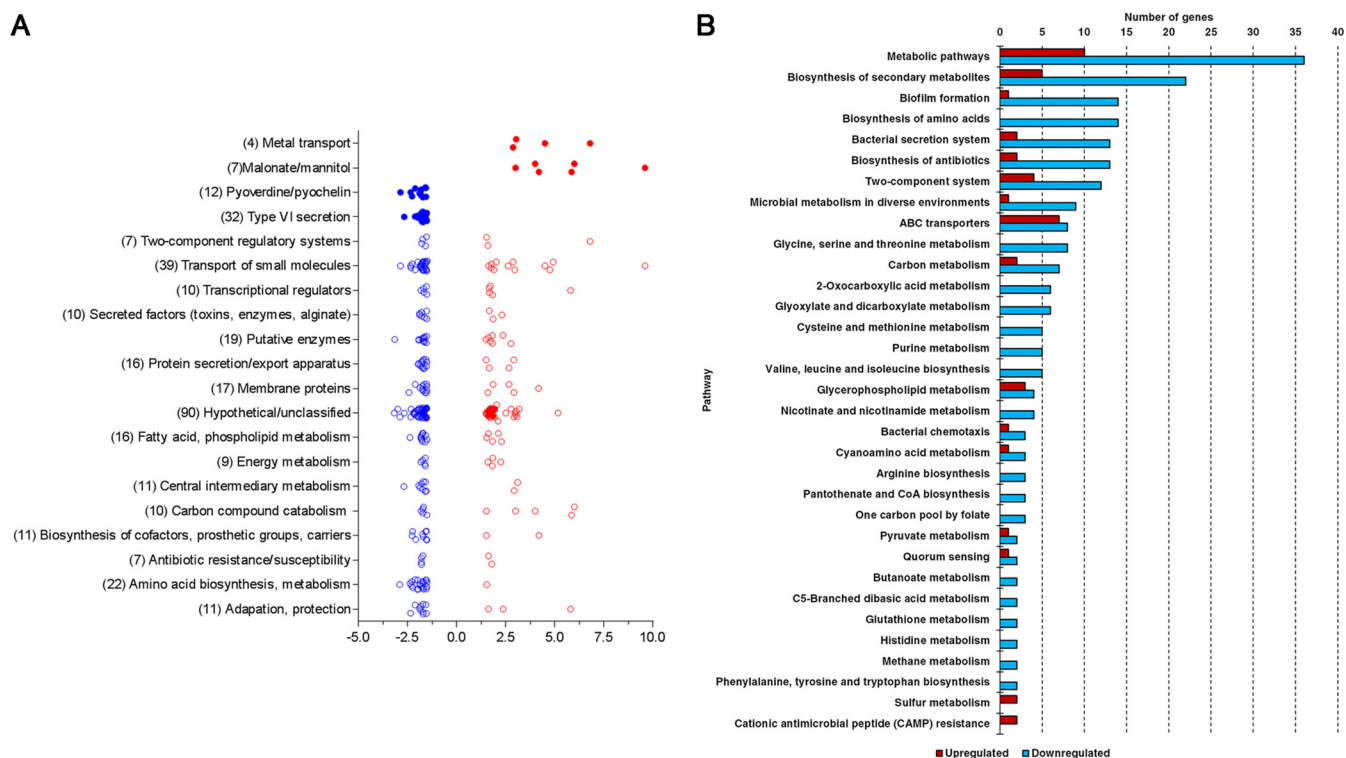 A
(4) Metal transport
(7)Malonate/mannitol
(12) Pyoverdine/pyochelin
(32) Type VI secretion
(7) Two-component regulatory systems
(39) Transport of small molecules
(10) Transcriptional regulators
(10) Secreted factors (toxins, enzymes, alginate)
(19) Putative enzymes
(16) Protein secretion/export apparatus
(17) Membrane proteins
(90) Hypothetical/unclassified
(16) Fatty acid, phospholipid metabolism
(9) Energy metabolism
(11) Central intermediary metabolism
(10) Carbon compound catabolism
(11) Biosynthesis of cofactors, prosthetic groups, carriers
(7) Antibiotic resistance/susceptibility
(22) Amino acid biosynthesis, metabolism
(11) Adapation, protection
-5.0 -2.5 0.0 2.5 5.0 7.5 10.0
B
Number of genes
0 5 10 15 20 25 30 35 40
Pathway
Metabolic pathways
Biosynthesis of secondary metabolites
Biofilm formation
Biosynthesis of amino acids
Bacterial secretion system
Biosynthesis of antibiotics
Two-component system
Microbial metabolism in diverse environments
ABC transporters
Glycine, serine and threonine metabolism
Carbon metabolism
2-Oxocarboxylic acid metabolism
Glyoxylate and dicarboxylate metabolism
Cysteine and methionine metabolism
Purine metabolism
Valine, leucine and isoleucine biosynthesis
Glycerophospholipid metabolism
Nicotinate and nicotinamide metabolism
Bacterial chemotaxis
Cyanoamino acid metabolism
Arginine biosynthesis
Pantothenate and CoA biosynthesis
One carbon pool by folate
Pyruvate metabolism
Quorum sensing
Butanoate metabolism
C5-Branched dibasic acid metabolism
Glutathione metabolism
Histidine metabolism
Methane metabolism
Phenylalanine, tyrosine and tryptophan biosynthesis
Sulfur metabolism
Cationic antimicrobial peptide (CAMP) resistance
Upregulated Downregulated